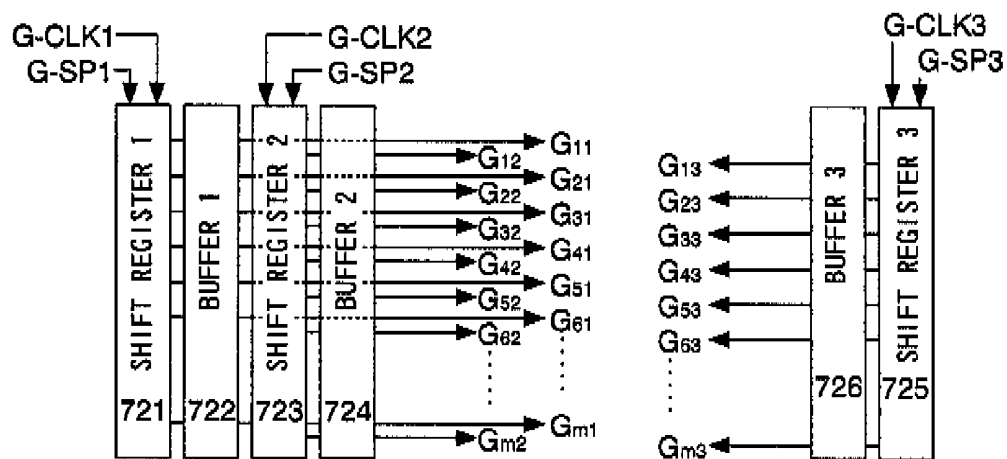 G-CLK1
G-SP1
G-CLK2
G-SP2
G-CLK3
G-SP3
SHIFT REGISTER 1
721
BUFFER 1
722
SHIFT REGISTER 2
723
BUFFER 2
724
G11
G12
G21
G22
G31
G32
G41
G42
G51
G52
G61
G62
Gm1
Gm2
G13
G23
G33
G43
G53
G63
Gm3
BUFFER 3
726
SHIFT REGISTER 3
725